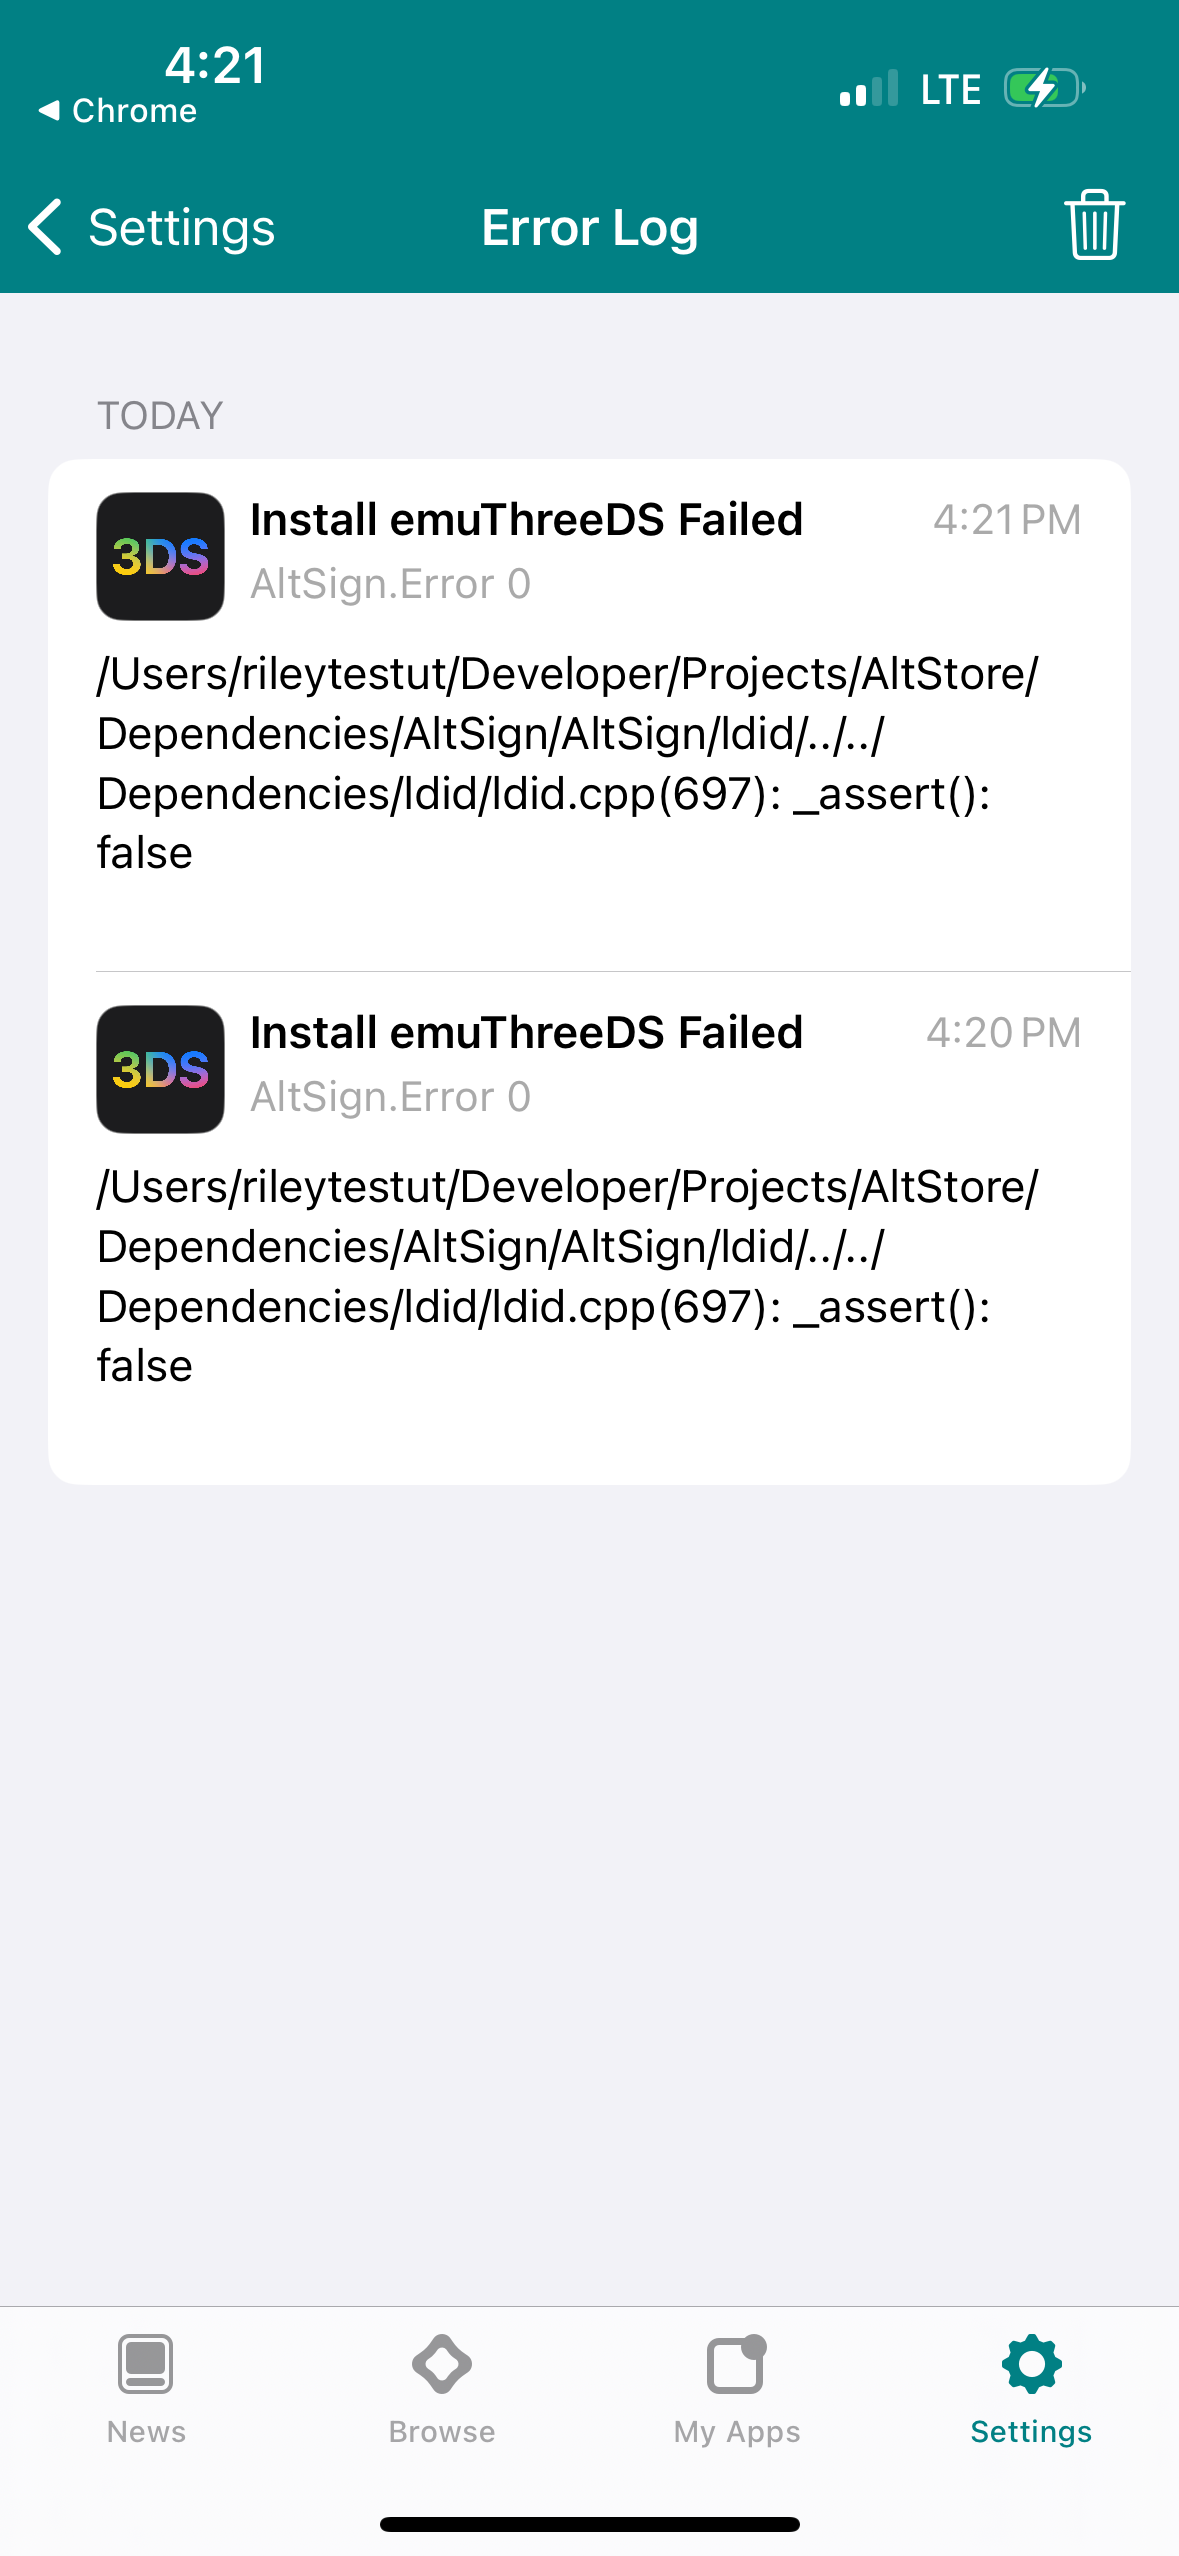 4:21
Chrome
LTE
Settings
Error Log
TODAY
3DS
Install emuThreeDS Failed
4:21 PM
AltSign.Error 0
/Users/rileytestut/Developer/Projects/AltStore/
Dependencies/AltSign/AltSign/ldid/../../
Dependencies/ldid/ldid.cpp(697): _assert():
false
3DS
Install emuThreeDS Failed
4:20 PM
AltSign.Error 0
/Users/rileytestut/Developer/Projects/AltStore/
Dependencies/AltSign/AltSign/ldid/../../
Dependencies/ldid/ldid.cpp(697): _assert():
false
News
Browse
My Apps
Settings